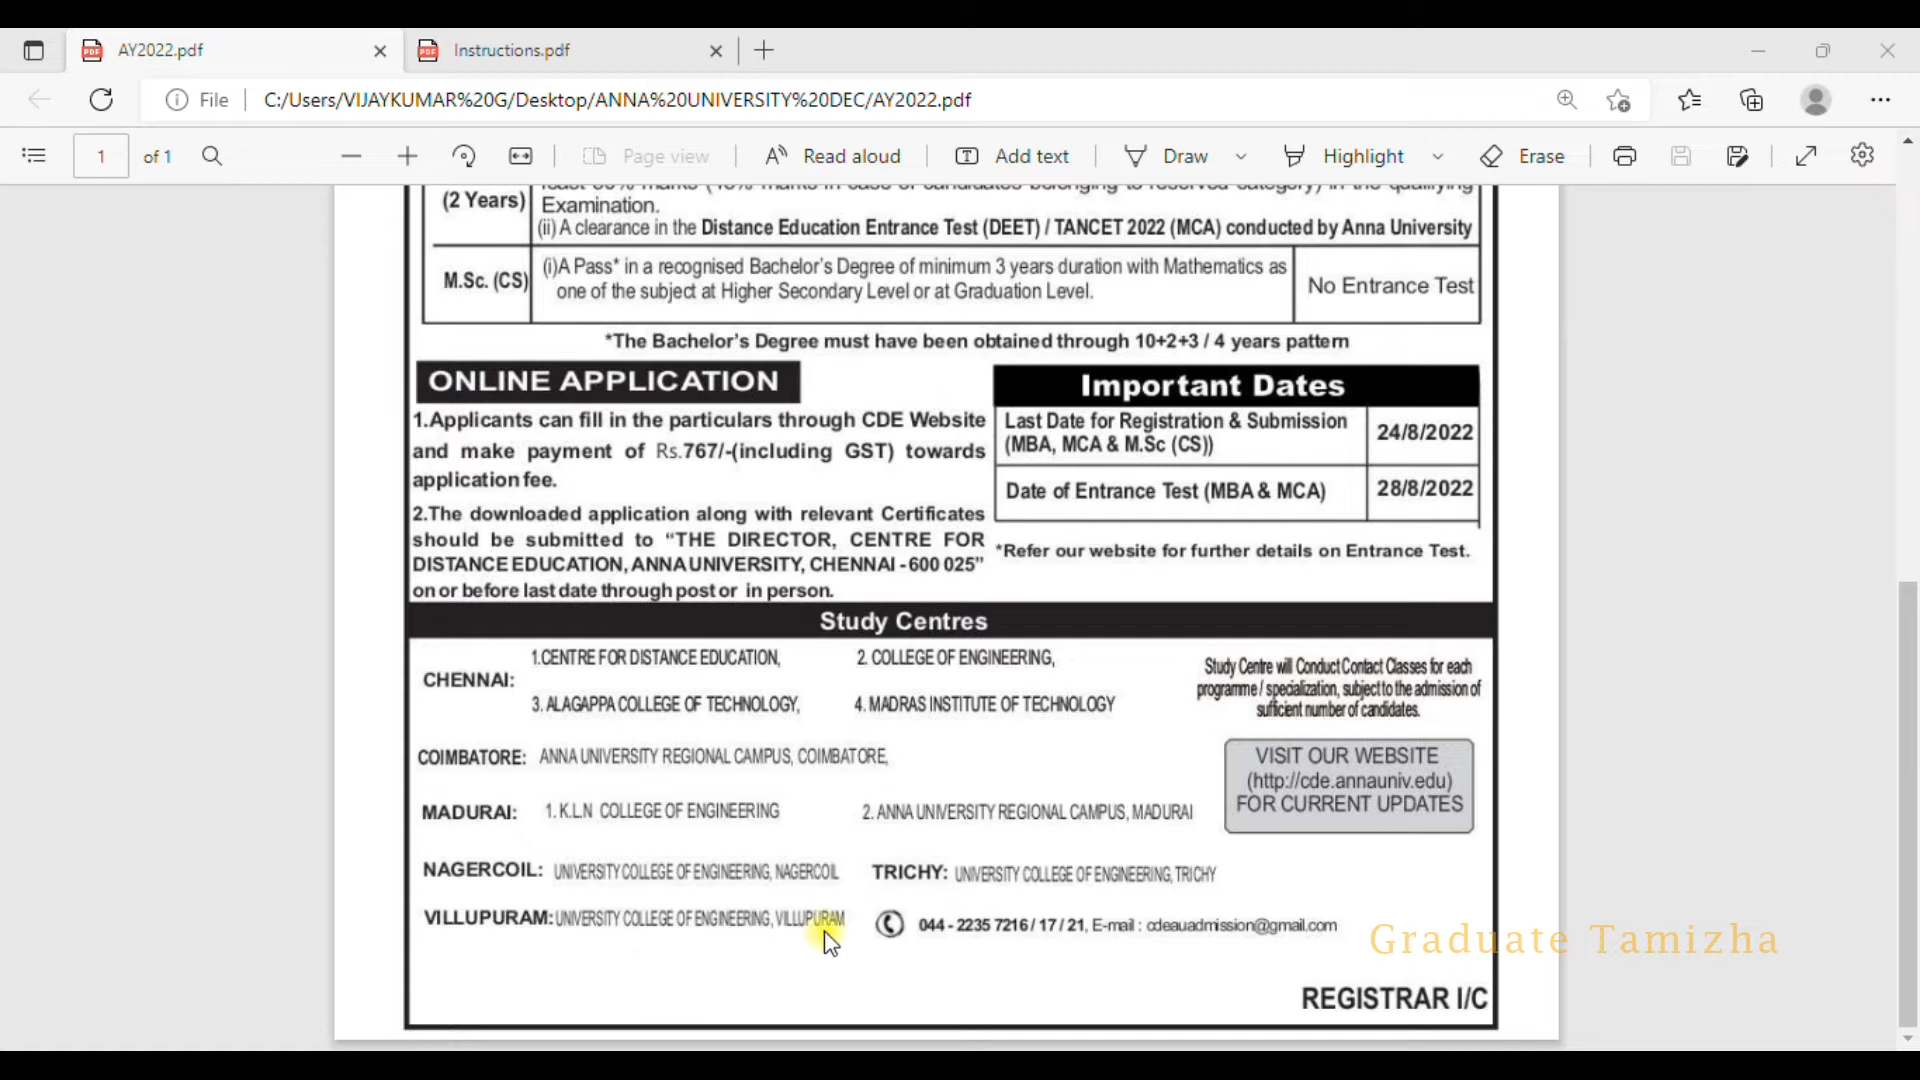 AY2022.pdf
Instructions.pdf
File
C:/Users/VIJAYKUMAR%20G/Desktop/ANNA%20UNIVERSITY%20DEC/AY2022.pdf
1 of 1
Page view
Read aloud
Add text
Draw
Highlight
Erase
(2 Years)
Examination.
(ii) A clearance in the Distance Education Entrance Test (DEET) / TANCET 2022 (MCA) conducted by Anna University
M.Sc. (CS)
(i)A Pass* in a recognised Bachelor's Degree of minimum 3 years duration with Mathematics as
one of the subject at Higher Secondary Level or at Graduation Level.
No Entrance Test
*The Bachelor's Degree must have been obtained through 10+2+3 / 4 years pattern
ONLINE APPLICATION
1.Applicants can fill in the particulars through CDE Website
and make payment of Rs.767/-(including GST) towards
application fee.
2.The downloaded application along with relevant Certificates
should be submitted to “THE DIRECTOR, CENTRE FOR
DISTANCE EDUCATION, ANNA UNIVERSITY, CHENNAI - 600 025”
on or before last date through post or in person.
Important Dates
Last Date for Registration & Submission
(MBA, MCA & M.Sc (CS))
24/8/2022
Date of Entrance Test (MBA & MCA)
28/8/2022
*Refer our website for further details on Entrance Test.
Study Centres
CHENNAI:
1.CENTRE FOR DISTANCE EDUCATION,
2. COLLEGE OF ENGINEERING,
3. ALAGAPPA COLLEGE OF TECHNOLOGY,
4. MADRAS INSTITUTE OF TECHNOLOGY
Study Centre will Conduct Contact Classes for each
programme / specialization, subject to the admission of
sufficient number of candidates.
COIMBATORE: ANNA UNIVERSITY REGIONAL CAMPUS, COIMBATORE,
MADURAI: 1. K.L.N COLLEGE OF ENGINEERING
2. ANNA UNIVERSITY REGIONAL CAMPUS, MADURAI
VISIT OUR WEBSITE
(http://cde.annauniv.edu)
FOR CURRENT UPDATES
NAGERCOIL: UNIVERSITY COLLEGE OF ENGINEERING, NAGERCOIL
TRICHY: UNIVERSITY COLLEGE OF ENGINEERING, TRICHY
VILLUPURAM: UNIVERSITY COLLEGE OF ENGINEERING, VILLUPURAM
044 - 2235 7216 / 17 / 21, E-mail : cdeauadmission@gmail.com
Graduate Tamizha
REGISTRAR I/C